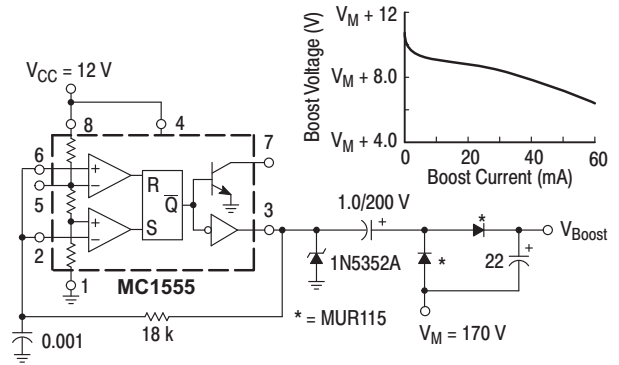 V_M + 12
V_M + 8.0
V_M + 4.0
Boost Voltage (V)
0
20
40
60
Boost Current (mA)
V_CC = 12 V
8
4
6
5
2
1
7
3
+
−
+
−
R
S
Q̅
MC1555
1.0/200 V
+
1N5352A
*
*
+
22
V_Boost
V_M = 170 V
* = MUR115
18 k
0.001